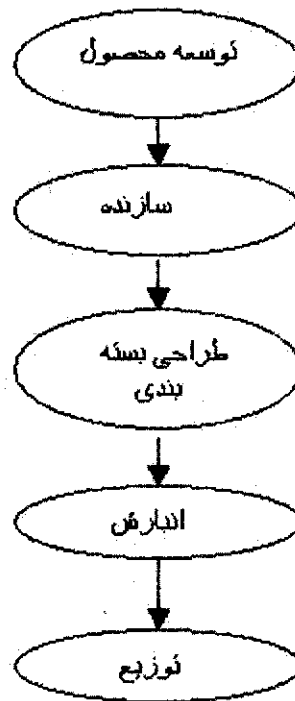 توسعه محصول
سازنده
طراحی بسته
بندی
انبارش
توزیع